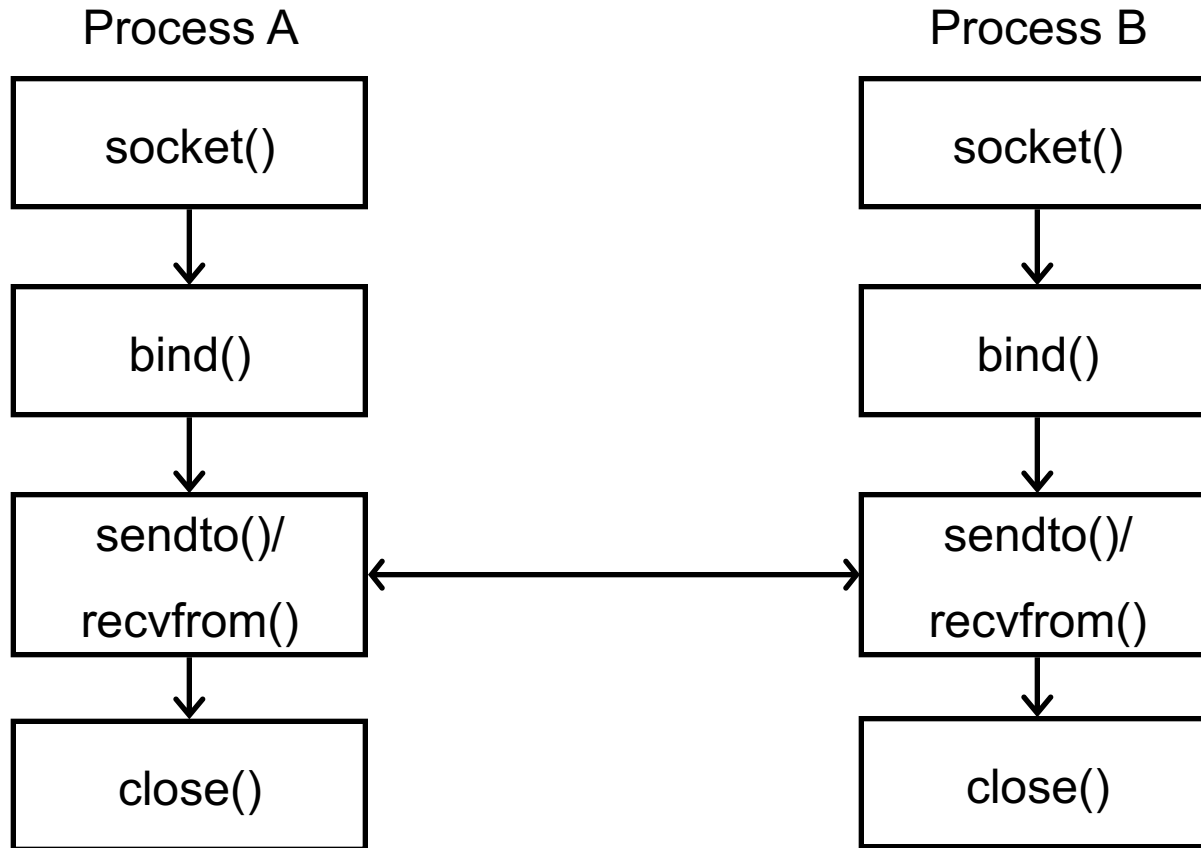 Process A
socket()
bind()
sendto()/
recvfrom()
close()
Process B
socket()
bind()
sendto()/
recvfrom()
close()